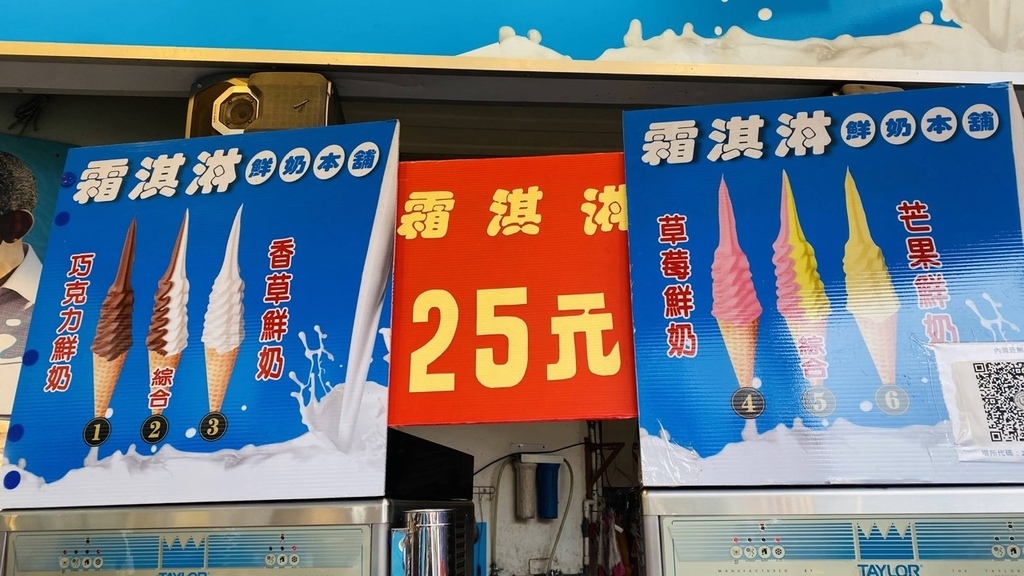 霜淇淋 鮮奶本舖
巧克力鮮奶
綜合
香草鮮奶
1 2 3
霜淇淋
25元
霜淇淋 鮮奶本舖
草莓鮮奶
綜合
芒果鮮奶
4 5 6
TAYLOR
MANUFACTURED BY TAYLOR